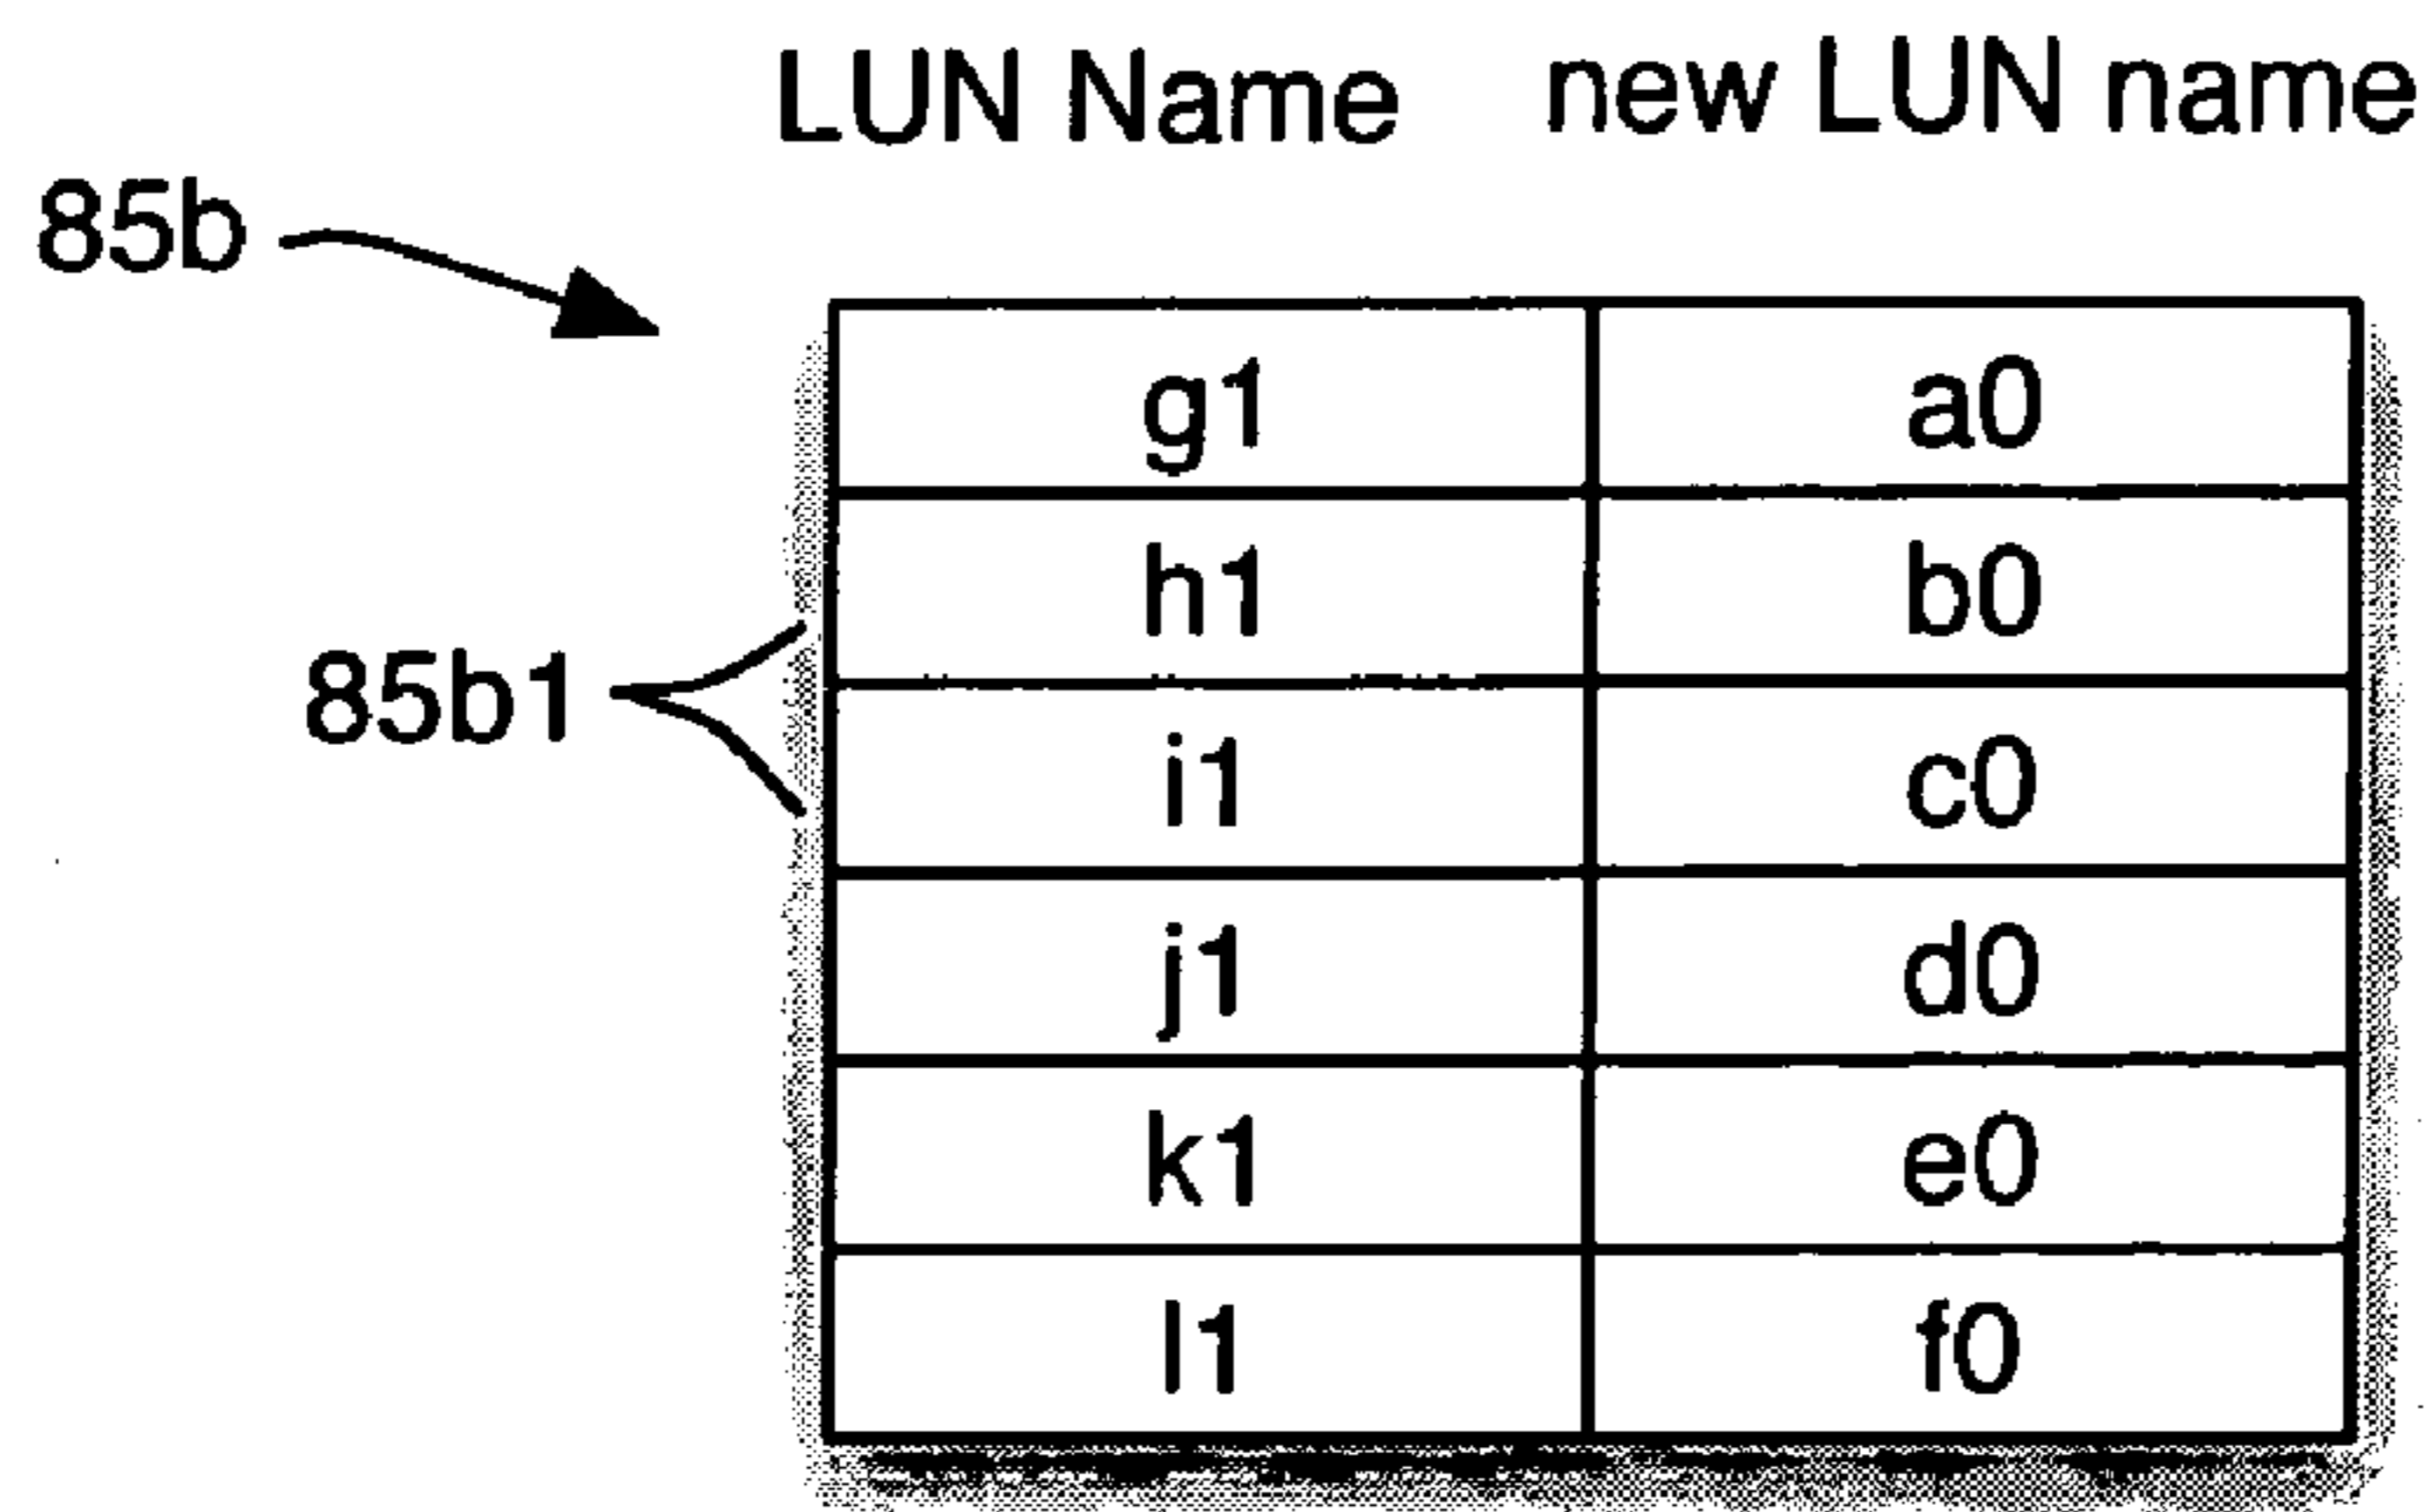 LUN Name new LUN name
85b
g1 a0
h1 b0
85b1
i1 c0
j1 d0
k1 e0
l1 f0